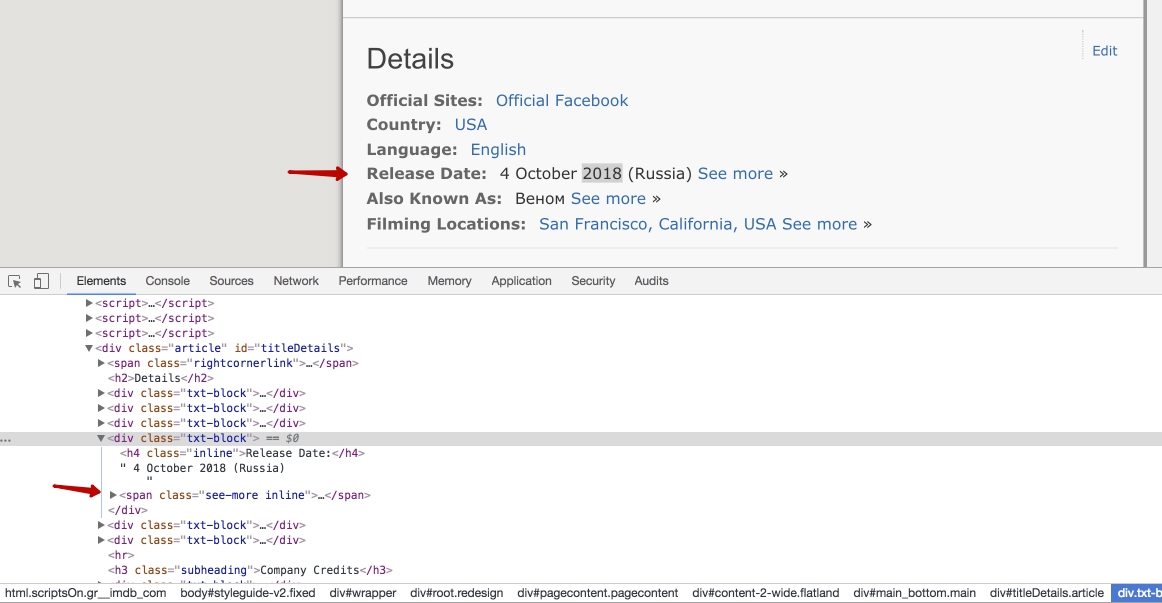 Details
Edit
Official Sites: Official Facebook
Country: USA
Language: English
Release Date: 4 October 2018 (Russia) See more »
Also Known As: Веном See more »
Filming Locations: San Francisco, California, USA See more »
Elements Console Sources Network Performance Memory Application Security Audits
▶<script>…</script>
▶<script>…</script>
▶<script>…</script>
▼<div class="article" id="titleDetails">
▶<span class="rightcornerlink">…</span>
<h2>Details</h2>
▶<div class="txt-block">…</div>
▶<div class="txt-block">…</div>
▶<div class="txt-block">…</div>
… ▼<div class="txt-block"> == $0
<h4 class="inline">Release Date:</h4>
" 4 October 2018 (Russia)
"
▶<span class="see-more inline">…</span>
</div>
▶<div class="txt-block">…</div>
▶<div class="txt-block">…</div>
<hr>
<h3 class="subheading">Company Credits</h3>
html.scriptsOn.gr__imdb_com body#styleguide-v2.fixed div#wrapper div#root.redesign div#pagecontent.pagecontent div#content-2-wide.flatland div#main_bottom.main div#titleDetails.article div.txt-b